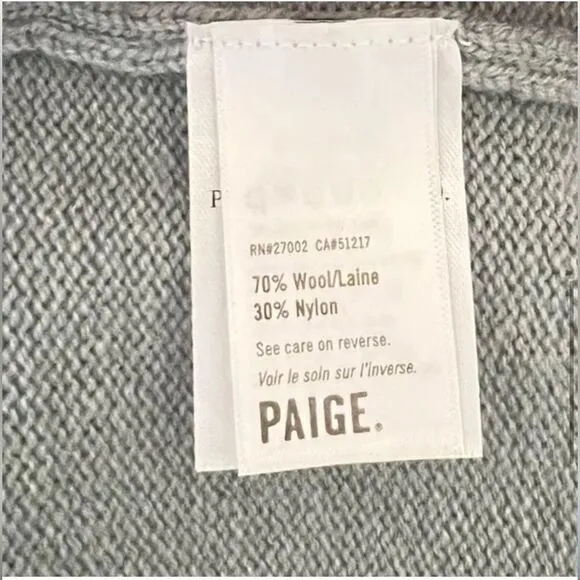 RN#27002 CA#51217
70% Wool/Laine
30% Nylon
See care on reverse.
Voir le soin sur l'inverse.
PAIGE.